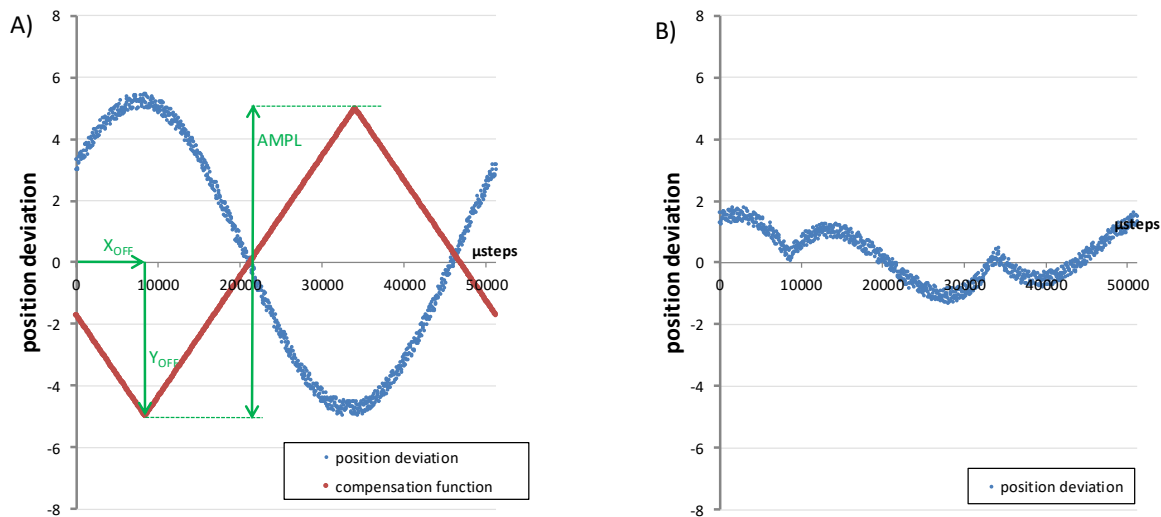 A)
position deviation
8
6
4
2
0
-2
-4
-6
-8
0 10000 20000 30000 40000 50000
µsteps
X_OFF
Y_OFF
AMPL
position deviation
compensation function
B)
position deviation
8
6
4
2
0
-2
-4
-6
-8
0 10000 20000 30000 40000 50000
µsteps
position deviation